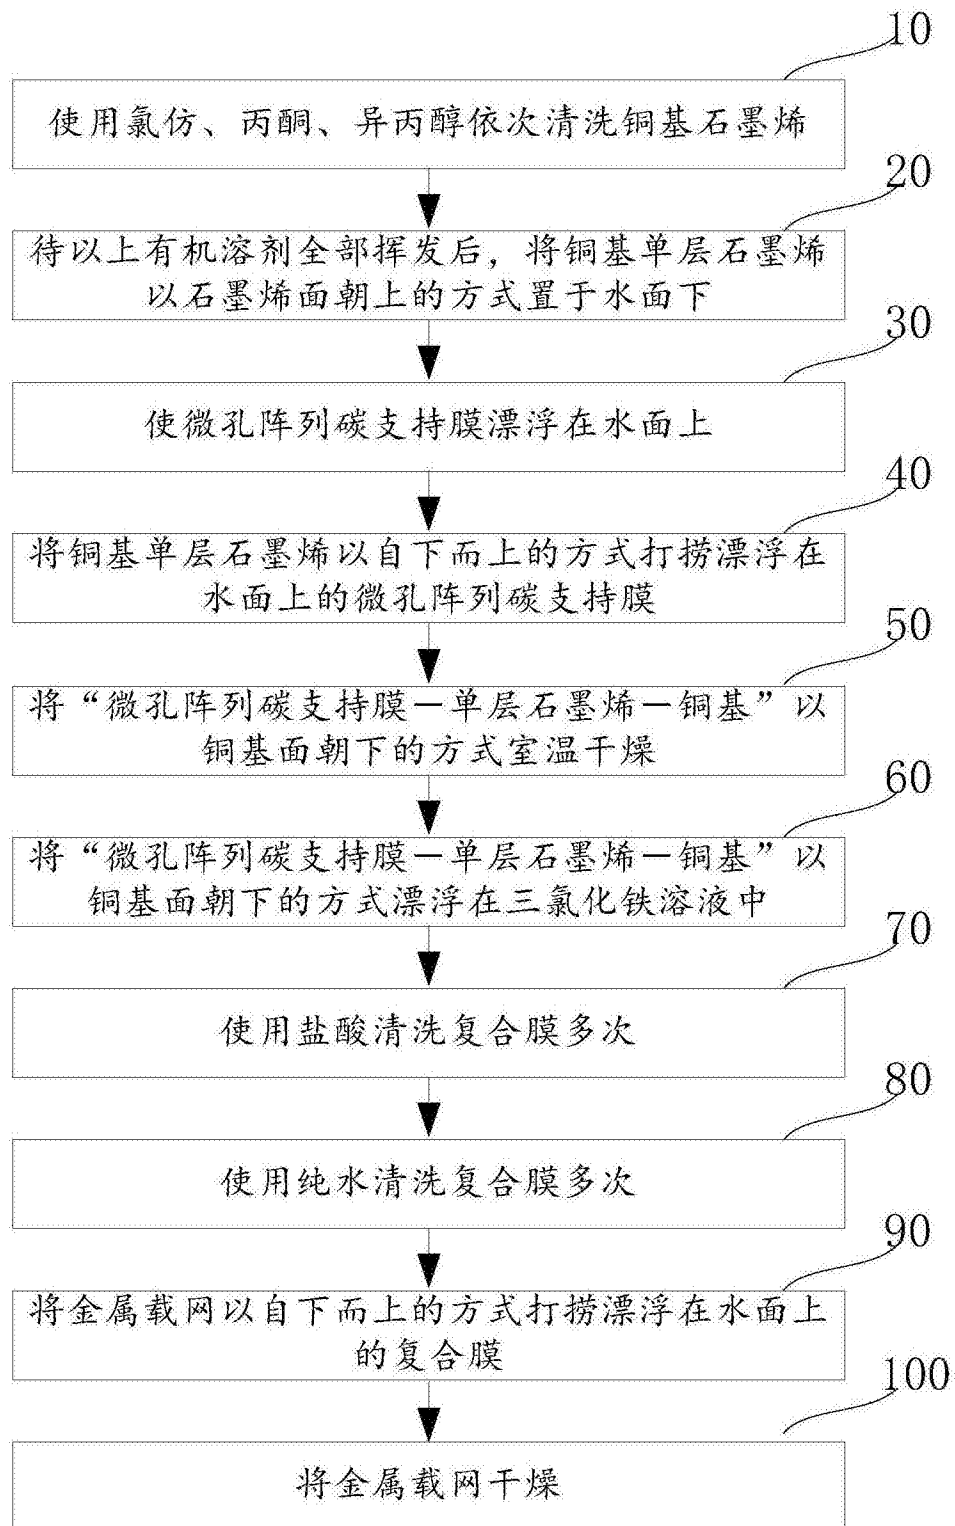 10
使用氯仿、丙酮、异丙醇依次清洗铜基石墨烯
20
待以上有机溶剂全部挥发后，将铜基单层石墨烯
以石墨烯面朝上的方式置于水面下
30
使微孔阵列碳支持膜漂浮在水面上
40
将铜基单层石墨烯以自下而上的方式打捞漂浮在
水面上的微孔阵列碳支持膜
50
将“微孔阵列碳支持膜－单层石墨烯－铜基”以
铜基面朝下的方式室温干燥
60
将“微孔阵列碳支持膜－单层石墨烯－铜基”以
铜基面朝下的方式漂浮在三氯化铁溶液中
70
使用盐酸清洗复合膜多次
80
使用纯水清洗复合膜多次
90
将金属载网以自下而上的方式打捞漂浮在水面上
的复合膜
100
将金属载网干燥